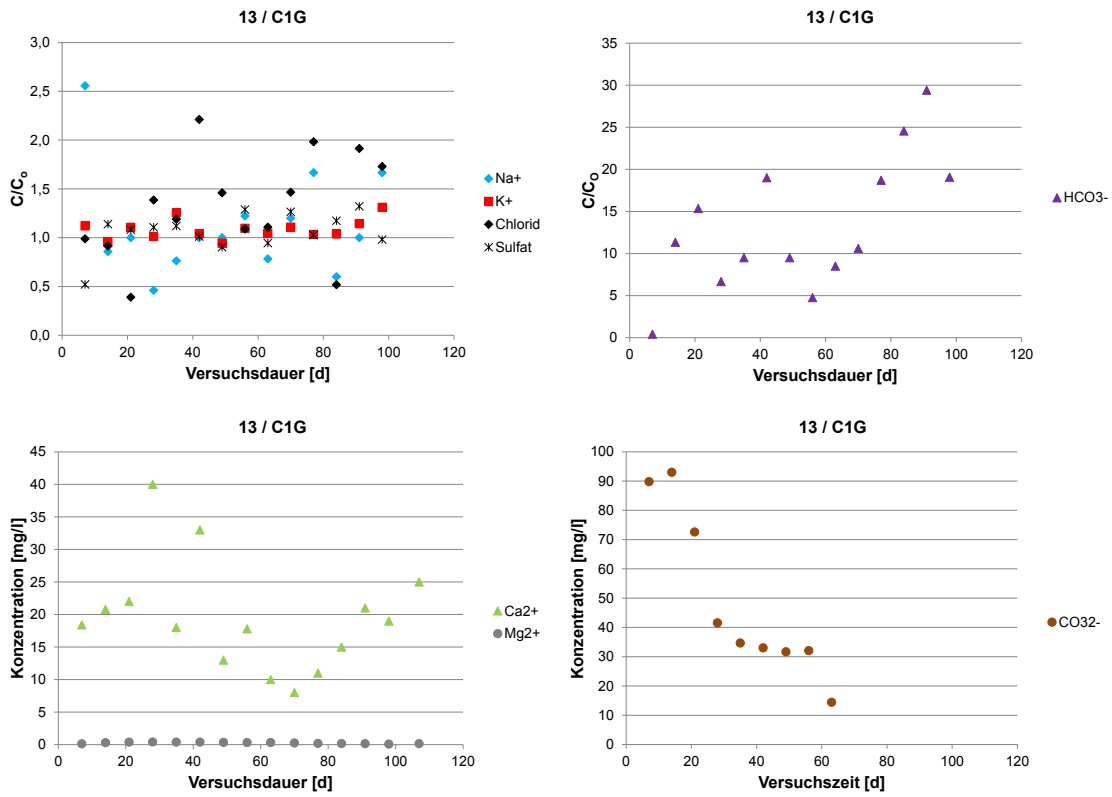 13 / C1G
3,0
2,5
2,0
1,5
1,0
0,5
0,0
C/Co
0 20 40 60 80 100 120
Versuchsdauer [d]
Na+
K+
Chlorid
Sulfat
13 / C1G
35
30
25
20
15
10
5
0
C/Co
0 20 40 60 80 100 120
Versuchsdauer [d]
HCO3-
13 / C1G
45
40
35
30
25
20
15
10
5
0
Konzentration [mg/l]
0 20 40 60 80 100 120
Versuchsdauer [d]
Ca2+
Mg2+
13 / C1G
100
90
80
70
60
50
40
30
20
10
0
Konzentration [mg/l]
0 20 40 60 80 100 120
Versuchszeit [d]
CO32-